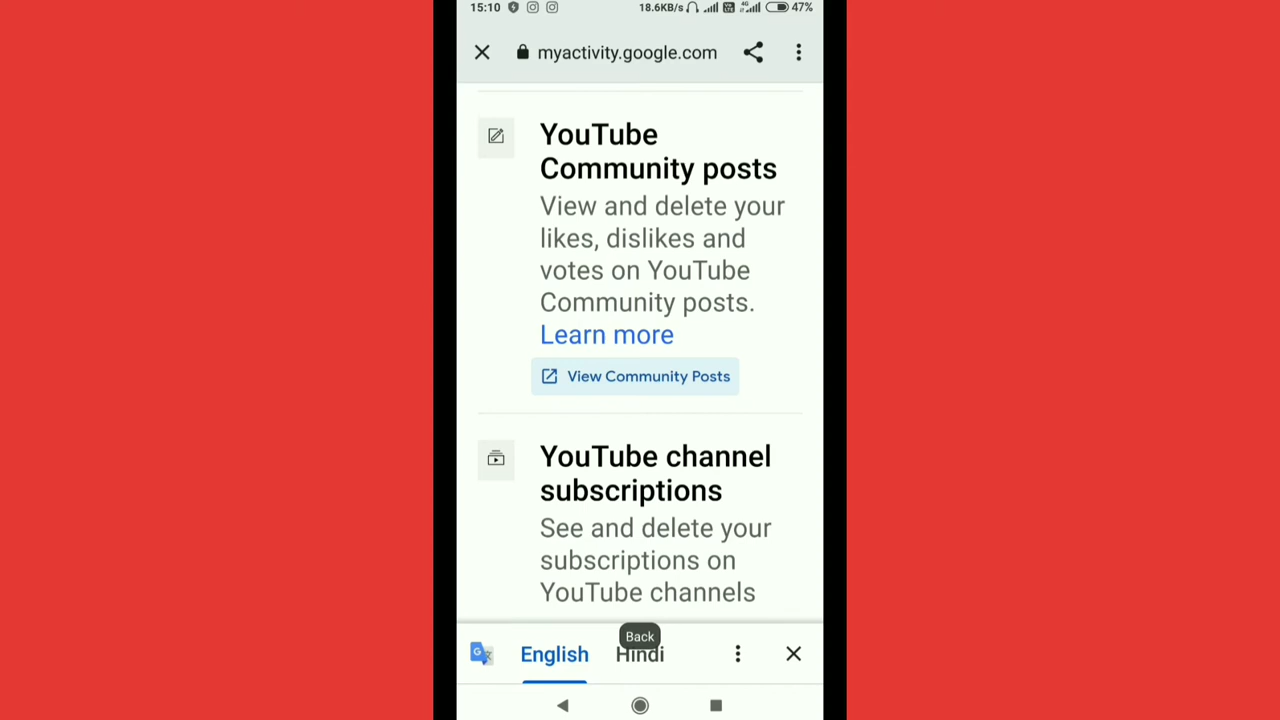 15:10 18.6KB/s 4G 47%
myactivity.google.com
YouTube
Community posts
View and delete your
likes, dislikes and
votes on YouTube
Community posts.
Learn more
View Community Posts
YouTube channel
subscriptions
See and delete your
subscriptions on
YouTube channels
Back
English Hindi